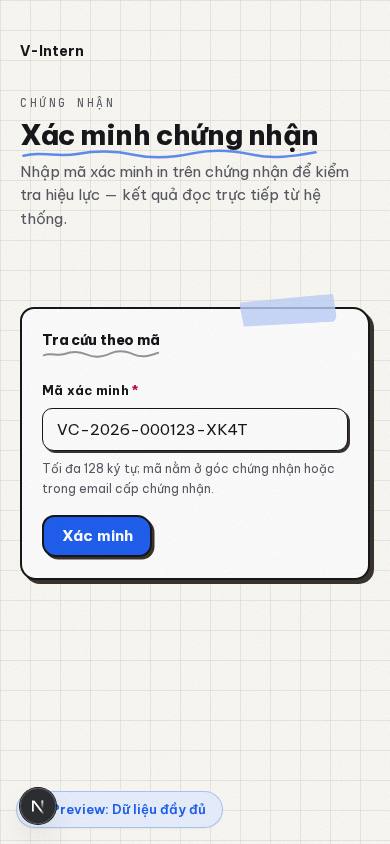 V-Intern
CHỨNG NHẬN
Xác minh chứng nhận
Nhập mã xác minh in trên chứng nhận để kiểm
tra hiệu lực — kết quả đọc trực tiếp từ hệ
thống.
Tra cứu theo mã
Mã xác minh *
VC-2026-000123-XK4T
Tối đa 128 ký tự; mã nằm ở góc chứng nhận hoặc
trong email cấp chứng nhận.
Xác minh
N
Preview: Dữ liệu đầy đủ